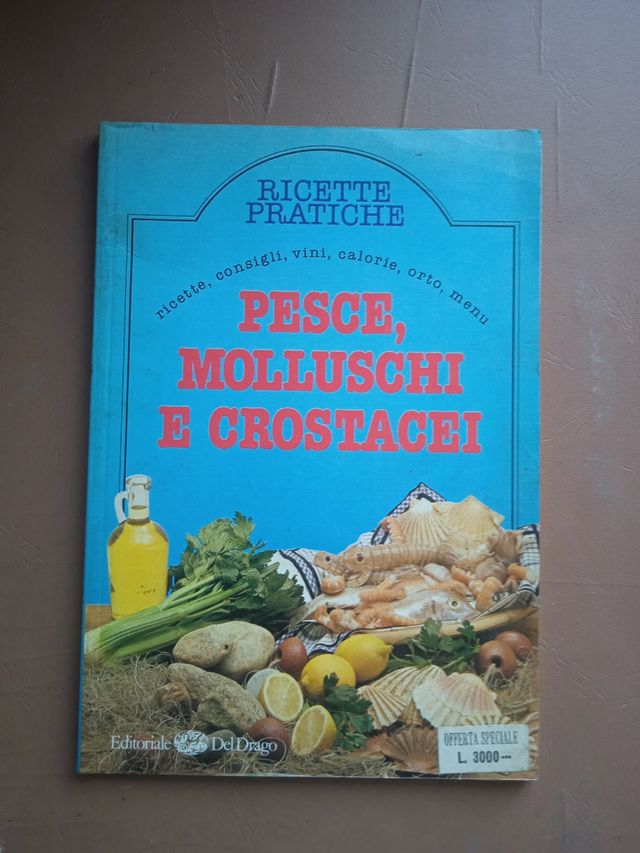 RICETTE
PRATICHE
ricette, consigli, vini, calorie, orto, menu
PESCE,
MOLLUSCHI
E CROSTACEI
Editoriale Del Drago
OFFERTA SPECIALE
L. 3000—